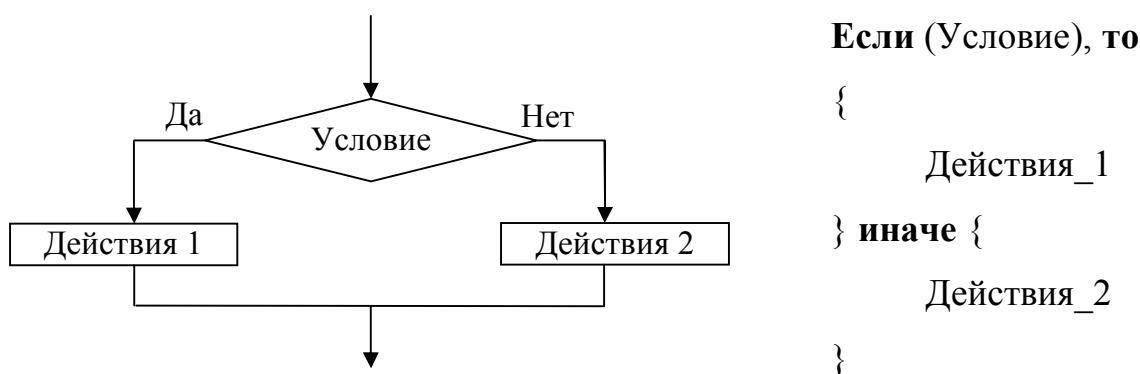 Да
Нет
Условие
Действия 1
Действия 2
Если (Условие), то
{
Действия_1
} иначе {
Действия_2
}